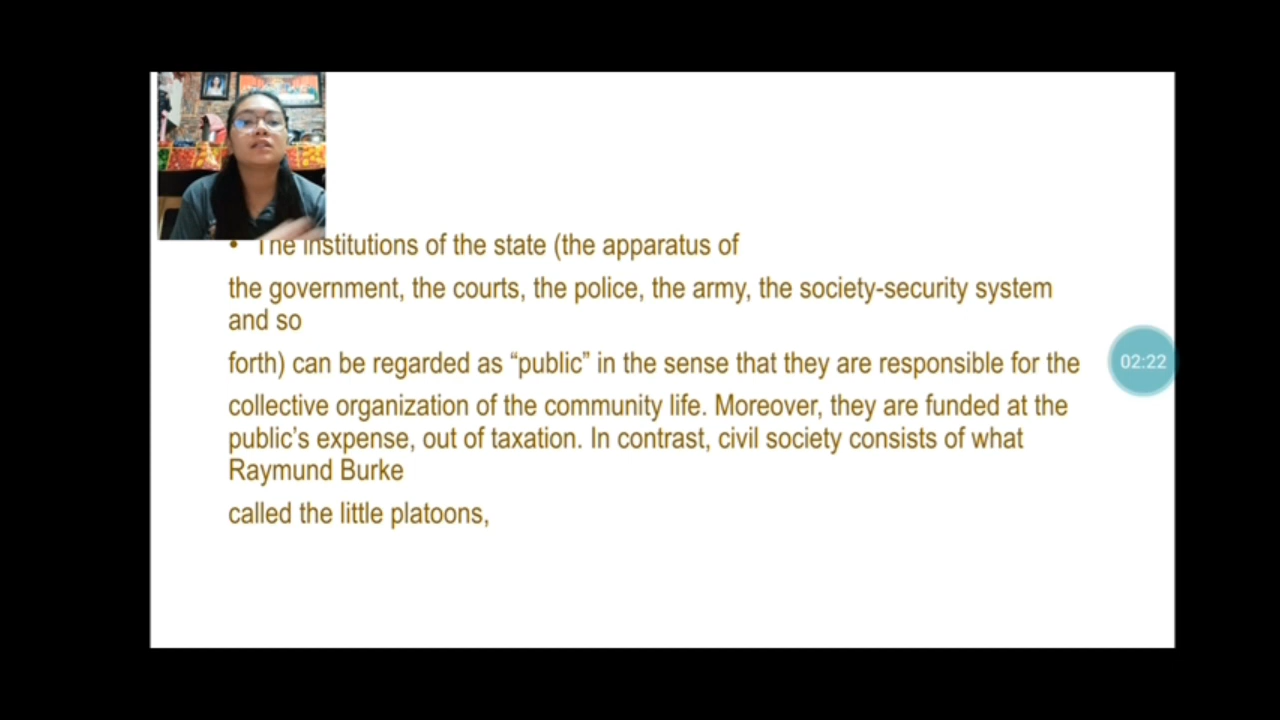 • The institutions of the state (the apparatus of
the government, the courts, the police, the army, the society-security system
and so
forth) can be regarded as “public” in the sense that they are responsible for the
collective organization of the community life. Moreover, they are funded at the
public’s expense, out of taxation. In contrast, civil society consists of what
Raymund Burke
called the little platoons,
02:22